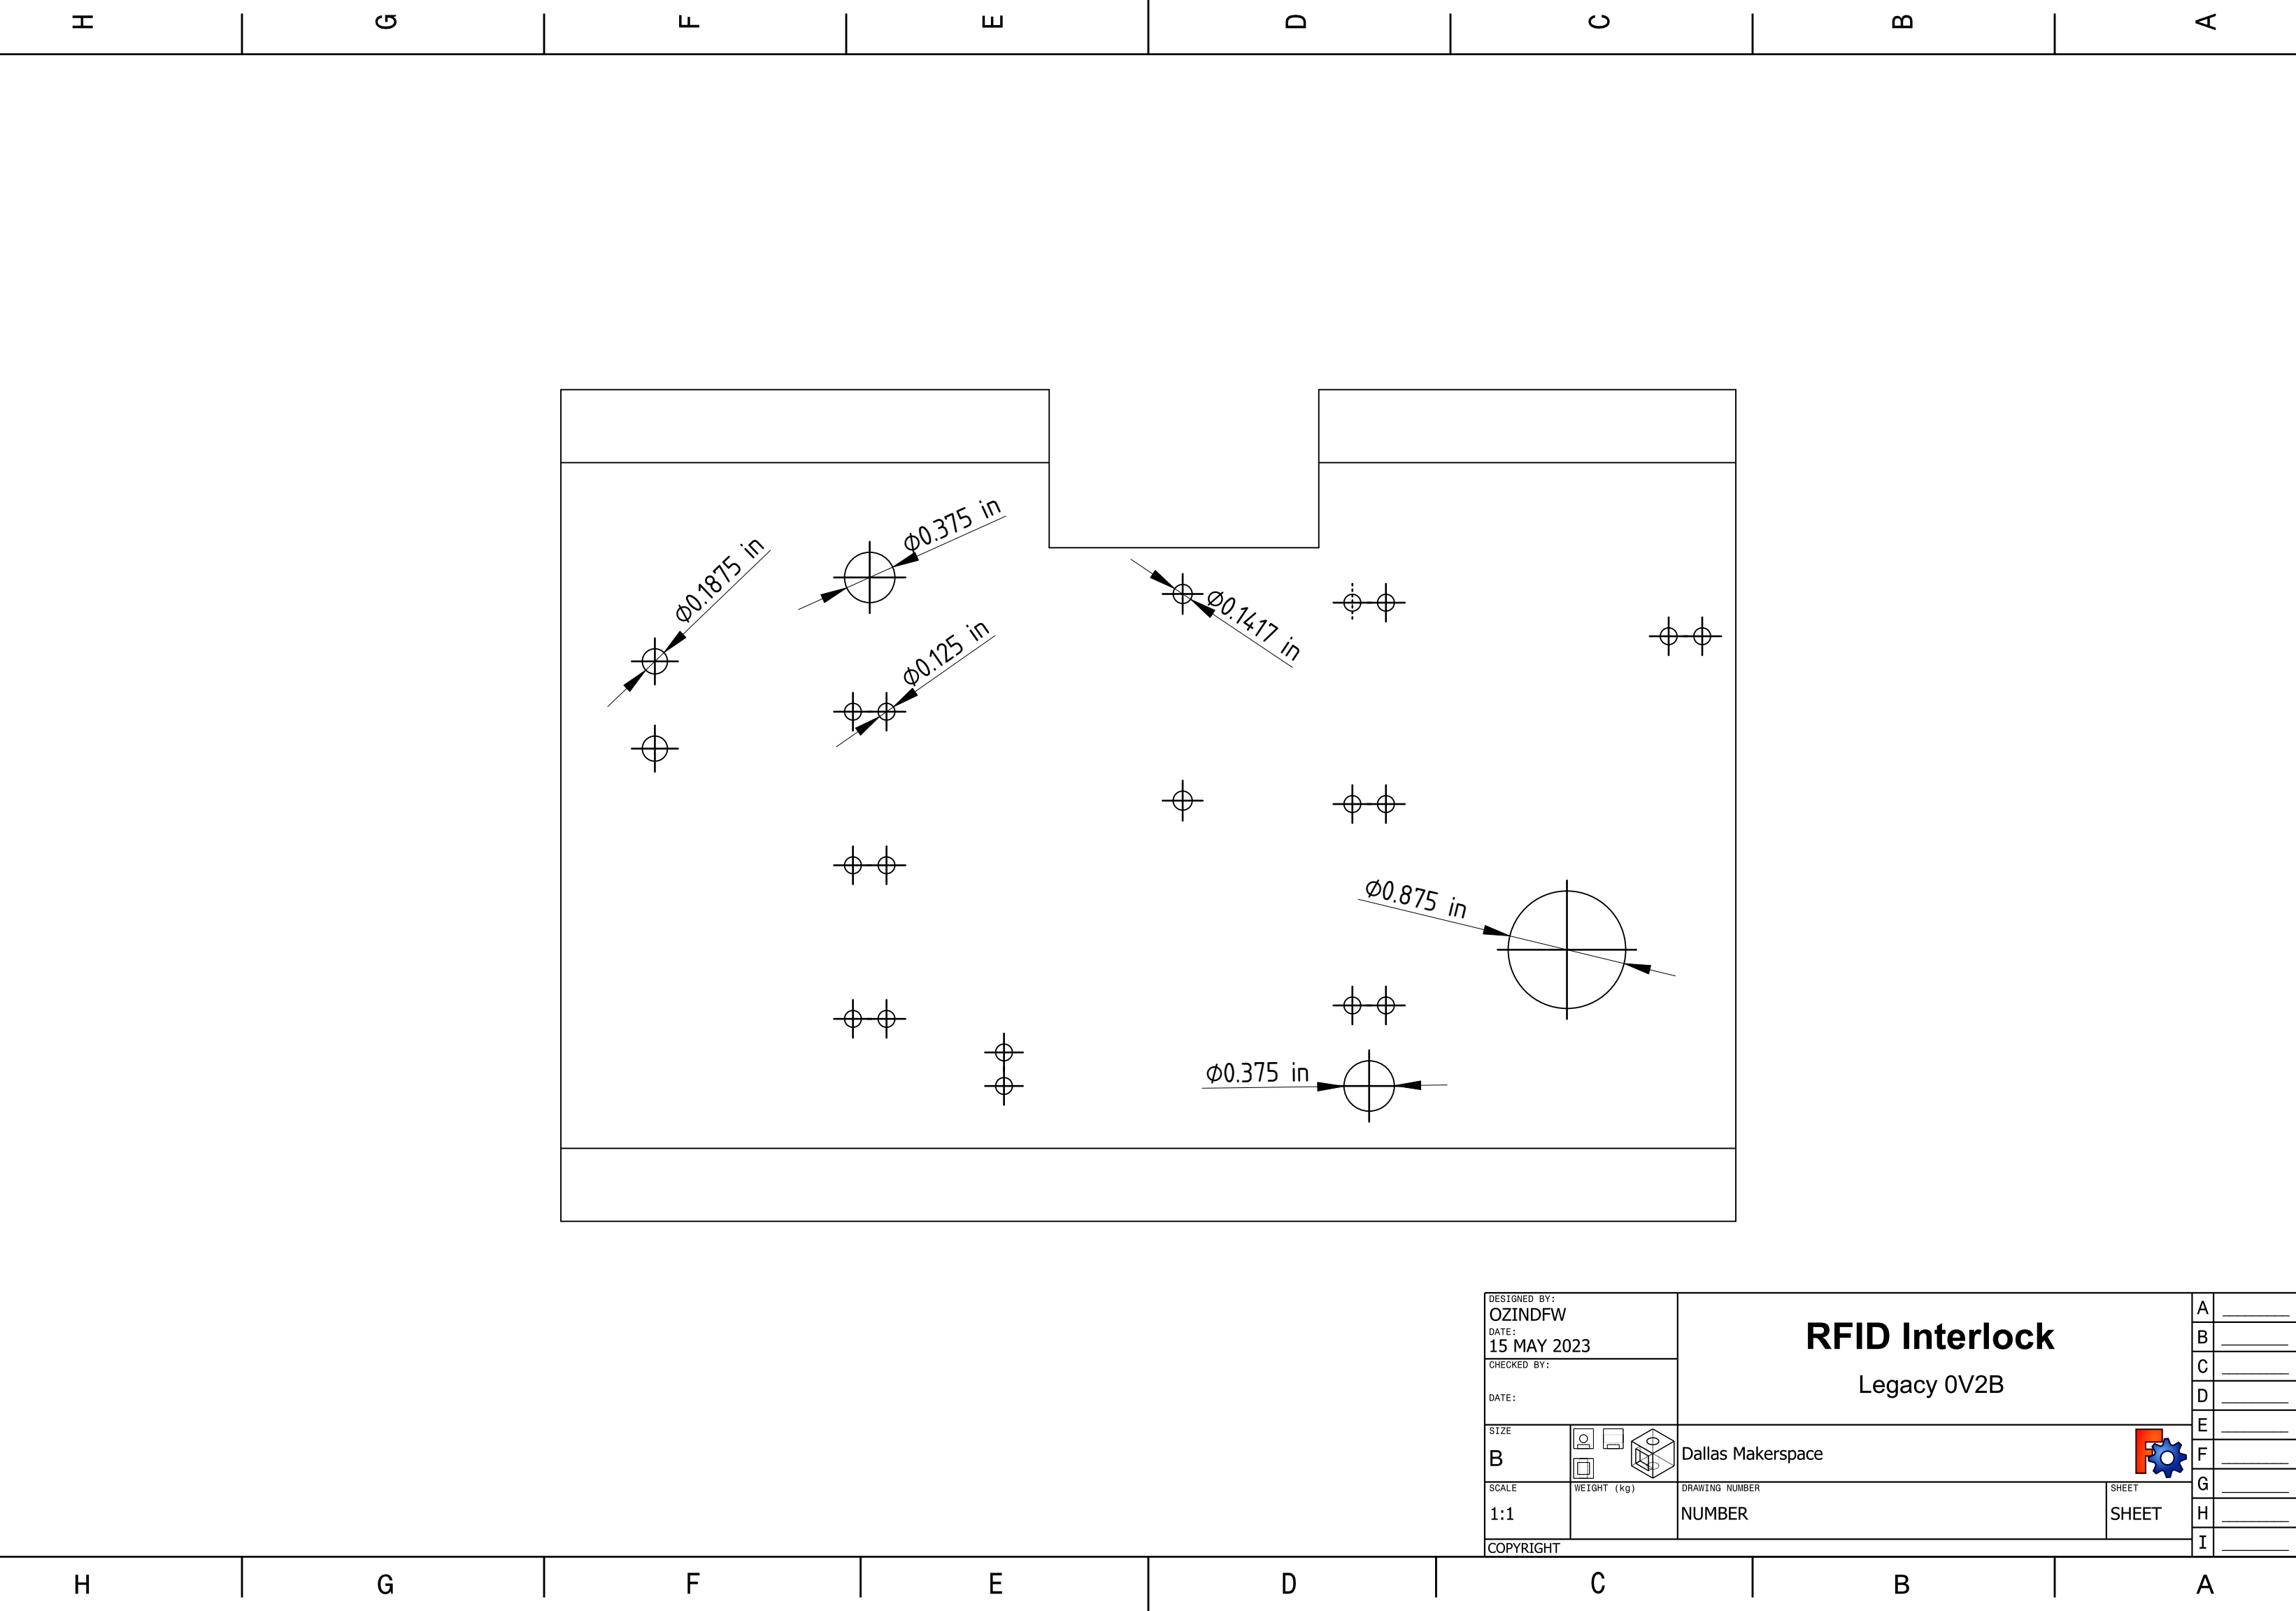 H G F E D C B A
Ø0.375 in
Ø0.1875 in
Ø0.1417 in
Ø0.125 in
Ø0.875 in
Ø0.375 in
DESIGNED BY:
OZINDFW
DATE:
15 MAY 2023
CHECKED BY:
DATE:
RFID Interlock
Legacy 0V2B
SIZE
B
Dallas Makerspace
F
SCALE
1:1
WEIGHT (kg)
DRAWING NUMBER
NUMBER
SHEET
SHEET
COPYRIGHT
A
B
C
D
E
F
G
H
I
H G F E D C B A